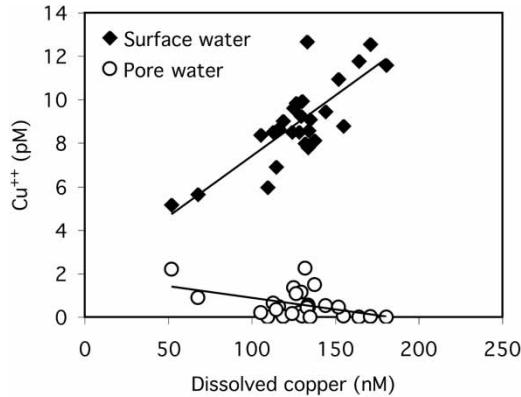 14
12
10
8
6
4
2
0
Cu++ (pM)
Surface water
Pore water
0 50 100 150 200 250
Dissolved copper (nM)